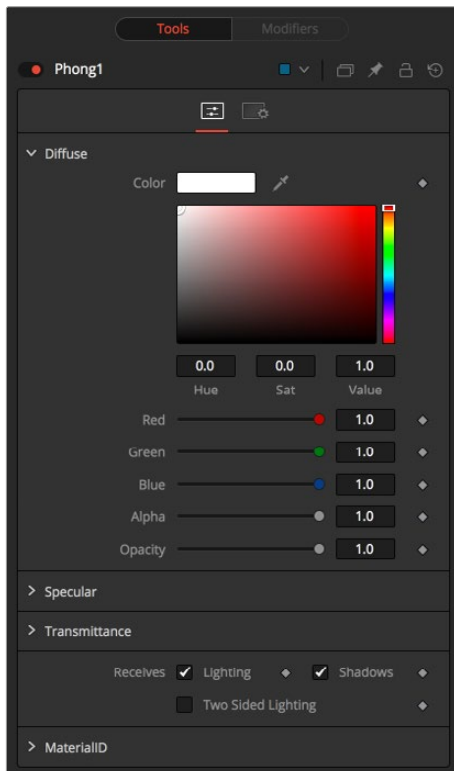 Tools Modifiers
Phong1
Diffuse
Color
0.0 0.0 1.0
Hue Sat Value
Red 1.0
Green 1.0
Blue 1.0
Alpha 1.0
Opacity 1.0
Specular
Transmittance
Receives Lighting Shadows
Two Sided Lighting
MaterialID